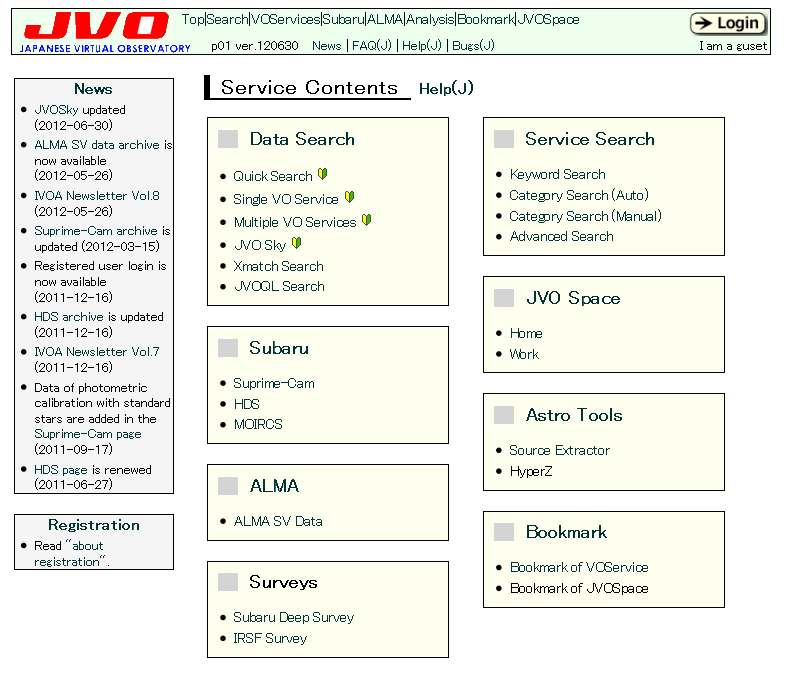 JVO
JAPANESE VIRTUAL OBSERVATORY
Top|Search|VOServices|Subaru|ALMA|Analysis|Bookmark|JVOSpace
p01 ver.120630 News | FAQ(J) | Help(J) | Bugs(J)
Login
I am a guset
News
JVOSky updated
(2012-06-30)
ALMA SV data archive is
now available
(2012-05-26)
IVOA Newsletter Vol.8
(2012-05-26)
Suprime-Cam archive is
updated (2012-03-15)
Registered user login is
now available
(2011-12-16)
HDS archive is updated
(2011-12-16)
IVOA Newsletter Vol.7
(2011-12-16)
Data of photometric
calibration with standard
stars are added in the
Suprime-Cam page
(2011-09-17)
HDS page is renewed
(2011-06-27)
Registration
Read "about
registration".
Service Contents Help(J)
Data Search
Quick Search
Single VO Service
Multiple VO Services
JVO Sky
Xmatch Search
JVOQL Search
Subaru
Suprime-Cam
HDS
MOIRCS
ALMA
ALMA SV Data
Surveys
Subaru Deep Survey
IRSF Survey
Service Search
Keyword Search
Category Search (Auto)
Category Search (Manual)
Advanced Search
JVO Space
Home
Work
Astro Tools
Source Extractor
HyperZ
Bookmark
Bookmark of VOService
Bookmark of JVOSpace